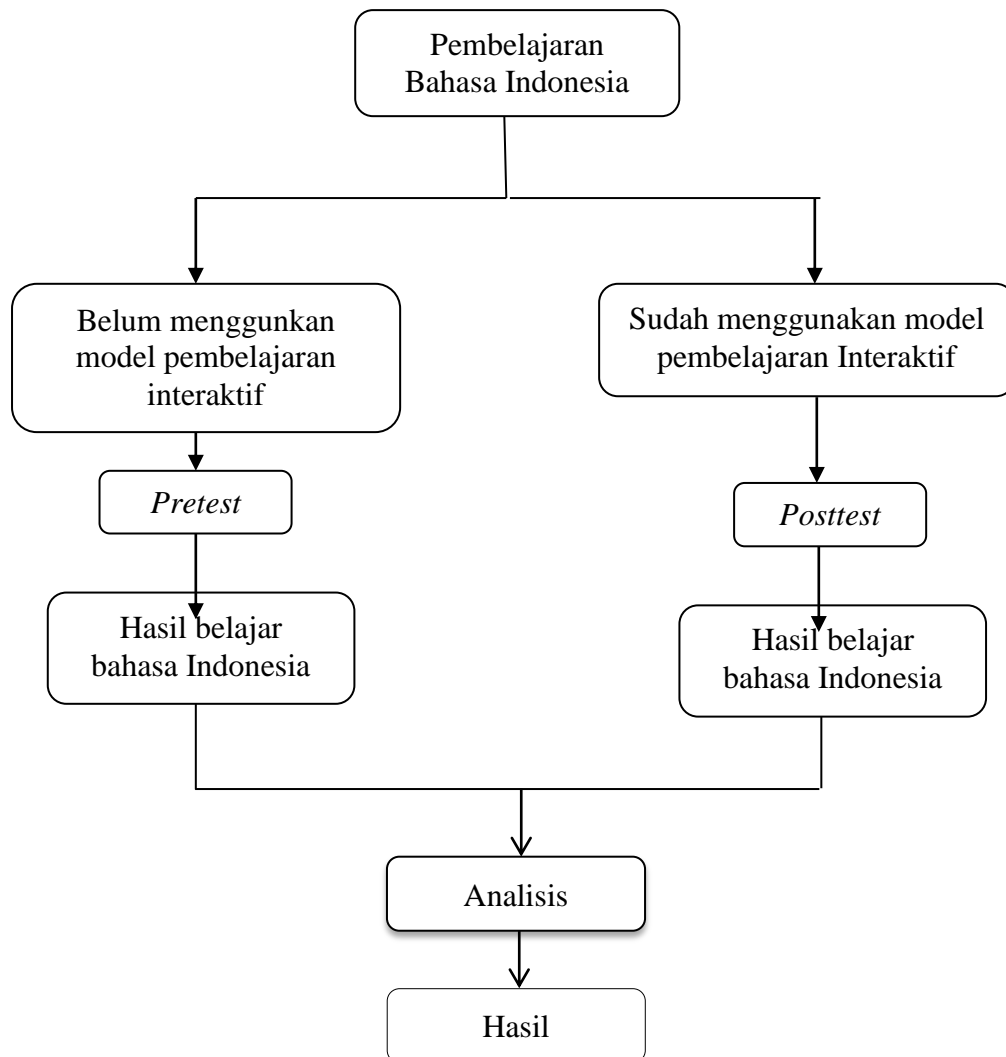 Pembelajaran
Bahasa Indonesia
Belum menggunkan
model pembelajaran
interaktif
Sudah menggunakan model
pembelajaran Interaktif
Pretest
Posttest
Hasil belajar
bahasa Indonesia
Hasil belajar
bahasa Indonesia
Analisis
Hasil